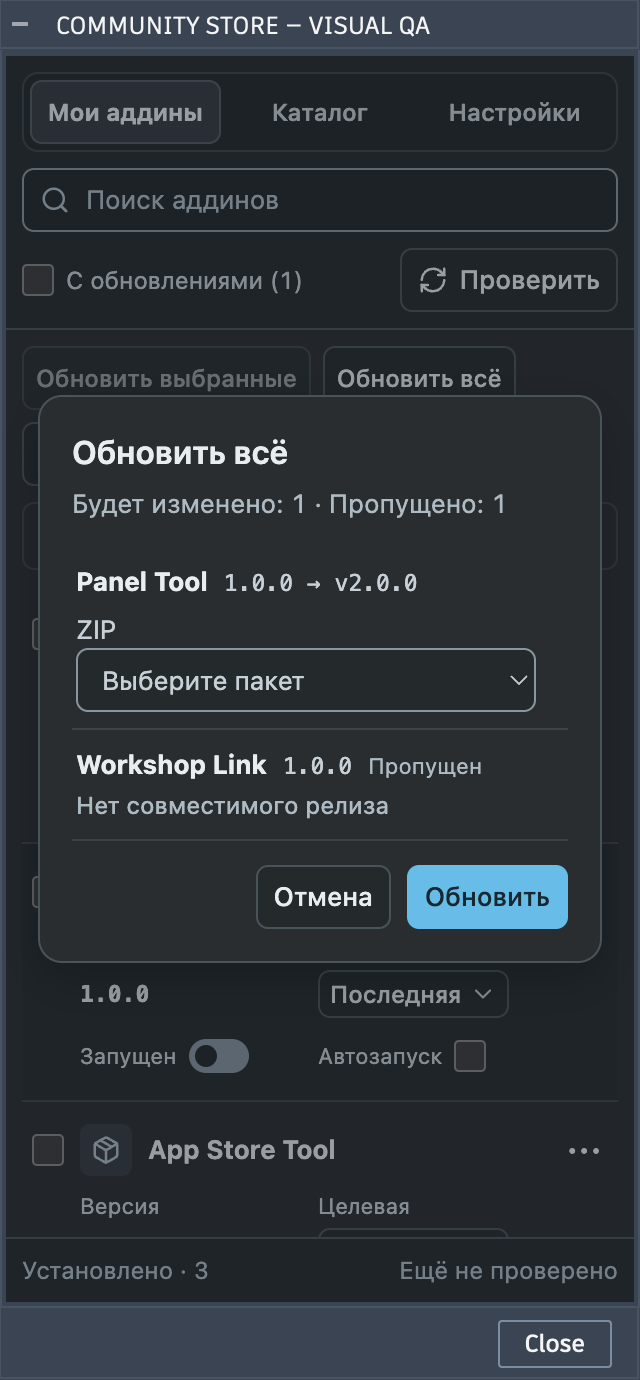 COMMUNITY STORE – VISUAL QA
Мои аддины Каталог Настройки
Поиск аддинов
С обновлениями (1) Проверить
Обновить выбранные Обновить всё
Обновить всё
Будет изменено: 1 · Пропущено: 1
Panel Tool 1.0.0 → v2.0.0
ZIP
Выберите пакет
Workshop Link 1.0.0 Пропущен
Нет совместимого релиза
Отмена Обновить
1.0.0 Последняя
Запущен Автозапуск
App Store Tool
Версия Целевая
Установлено · 3 Ещё не проверено
Close